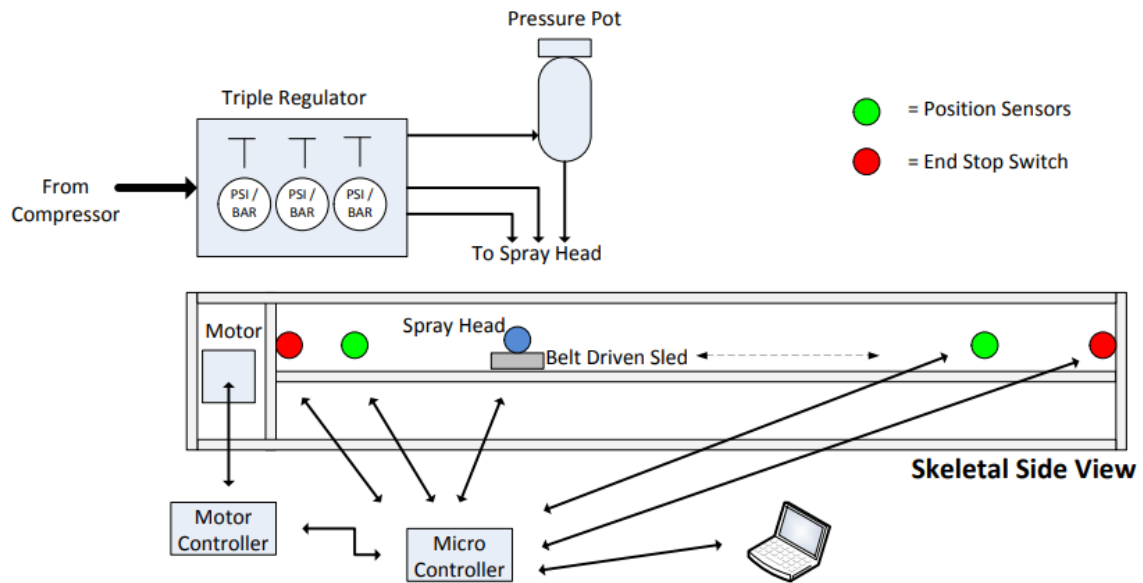 Pressure Pot
Triple Regulator
= Position Sensors
= End Stop Switch
From
Compressor
PSI /
BAR
PSI /
BAR
PSI /
BAR
To Spray Head
Motor
Spray Head
Belt Driven Sled
Skeletal Side View
Motor
Controller
Micro
Controller